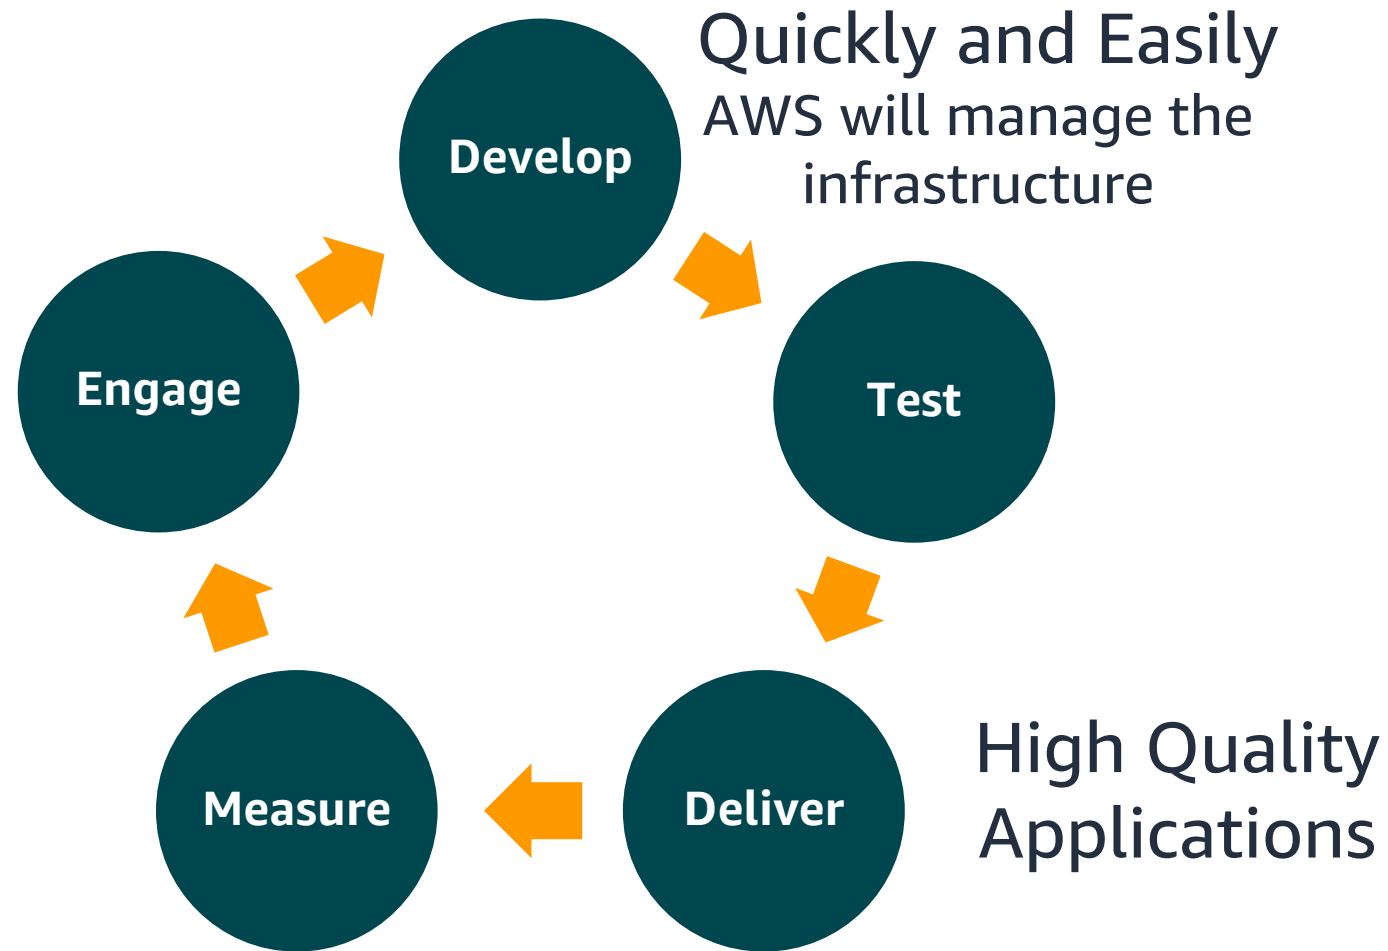 Quickly and Easily
AWS will manage the
infrastructure
Develop
Test
Engage
High Quality
Applications
Deliver
Measure